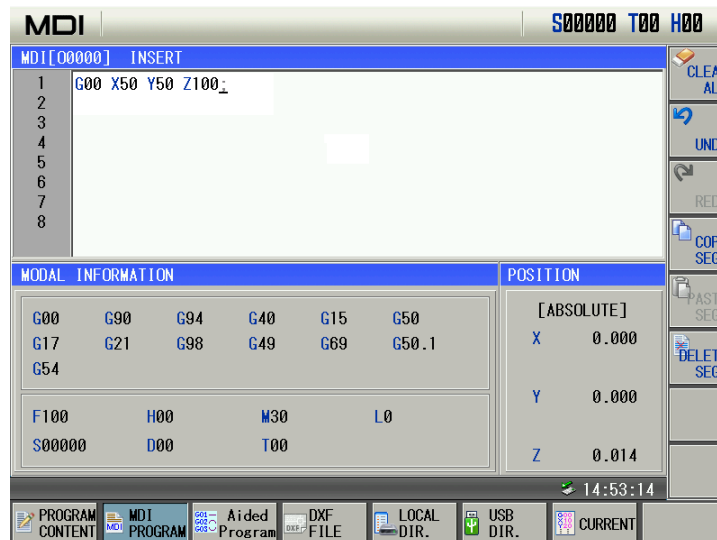 MDI S00000 T00 H00
MDI[O0000] INSERT
1 G00 X50 Y50 Z100;
2
3
4
5
6
7
8
CLEA
AL
UND
RED
COP
SEG
PAST
SEG
DELET
SEG
MODAL INFORMATION
G00 G90 G94 G40 G15 G50
G17 G21 G98 G49 G69 G50.1
G54
F100 H00 M30 L0
S00000 D00 T00
POSITION
[ABSOLUTE]
X 0.000
Y 0.000
Z 0.014
14:53:14
PROGRAM CONTENT
MDI PROGRAM
Aided Program
DXF FILE
LOCAL DIR.
USB DIR.
CURRENT